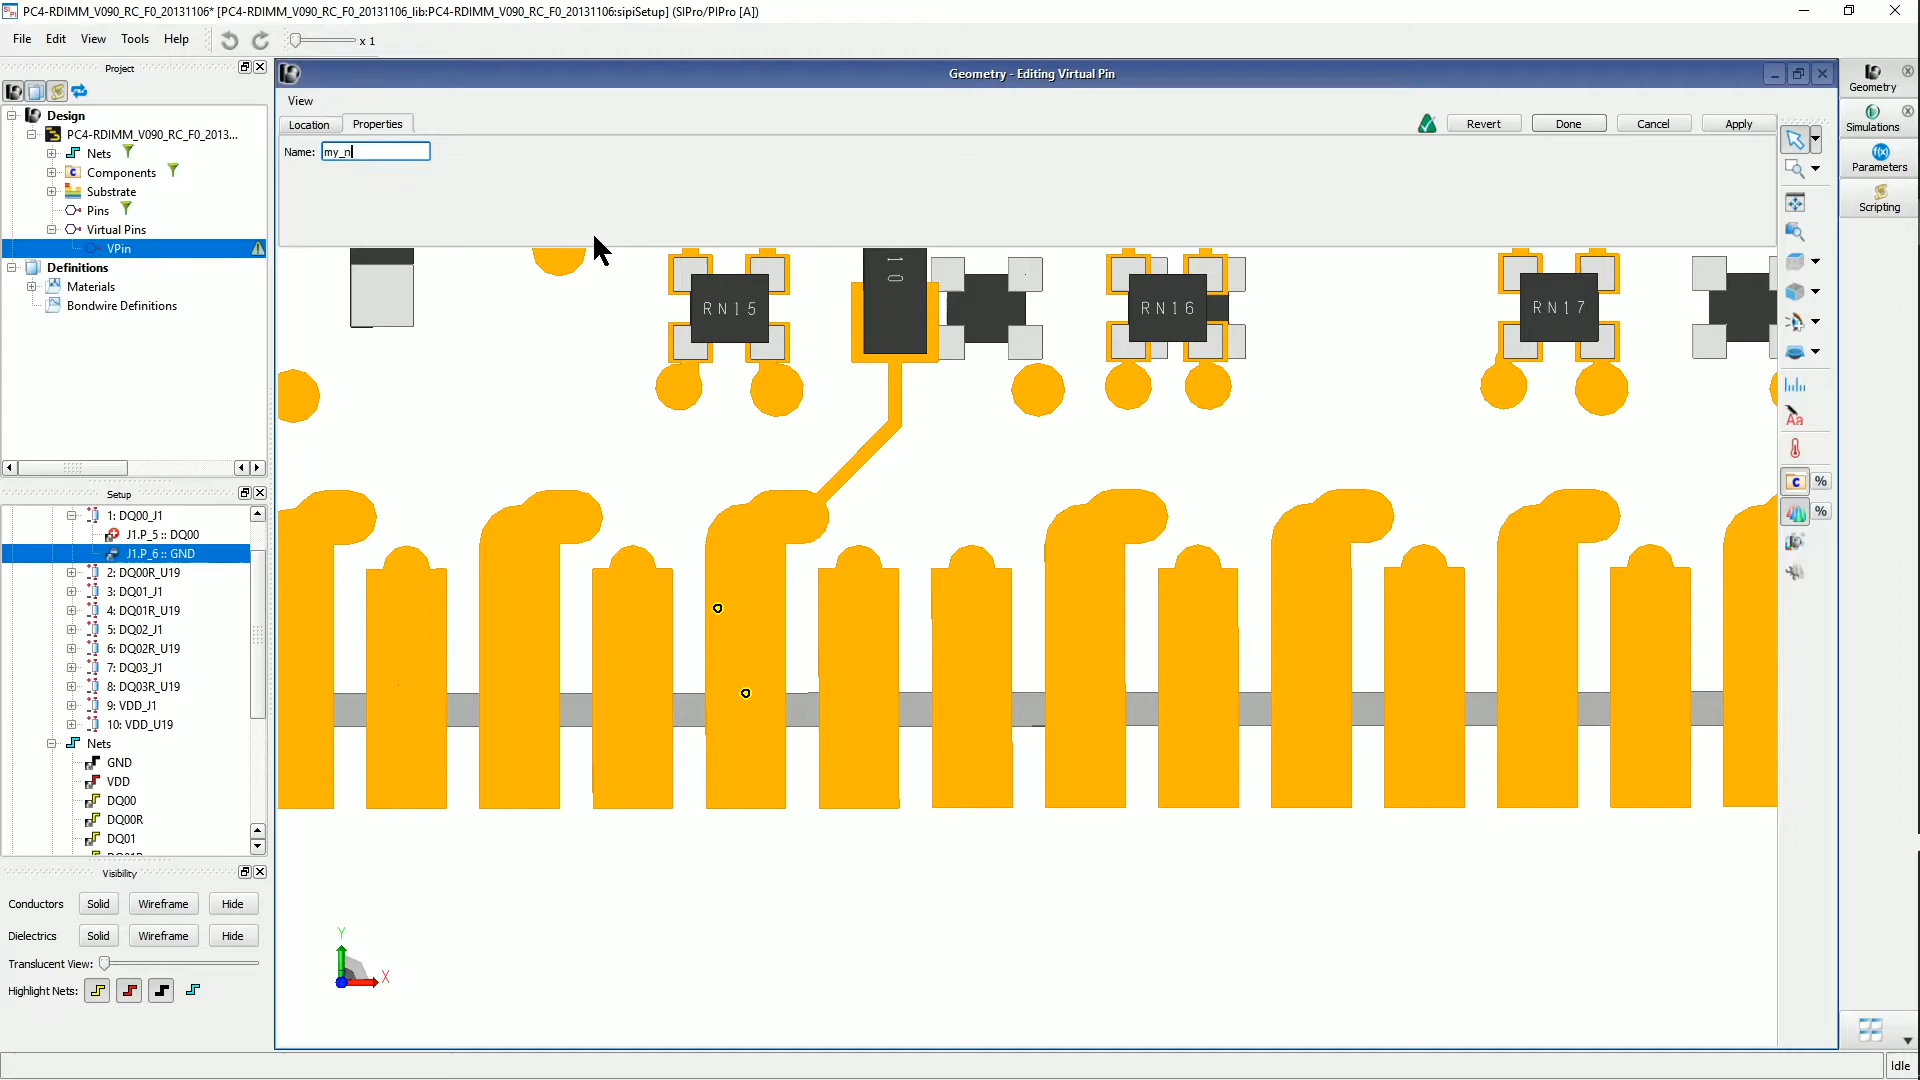 PC4-RDIMM_V090_RC_F0_20131106* [PC4-RDIMM_V090_RC_F0_20131106_lib:PC4-RDIMM_V090_RC_F0_20131106:sipiSetup] (SIPro/PIPro [A])
File Edit View Tools Help x 1
Project
Geometry - Editing Virtual Pin
View
Location Properties
Revert Done Cancel Apply
Name: my_n
Design
PC4-RDIMM_V090_RC_F0_2013...
Nets
Components
Substrate
Pins
Virtual Pins
VPin
Definitions
Materials
Bondwire Definitions
Setup
1: DQ00_J1
J1.P_5 :: DQ00
J1.P_6 :: GND
2: DQ00R_U19
3: DQ01_J1
4: DQ01R_U19
5: DQ02_J1
6: DQ02R_U19
7: DQ03_J1
8: DQ03R_U19
9: VDD_J1
10: VDD_U19
Nets
GND
VDD
DQ00
DQ00R
DQ01
Visibility
Conductors Solid Wireframe Hide
Dielectrics Solid Wireframe Hide
Translucent View:
Highlight Nets:
RN15
10
RN16
RN17
Y
X
Aa
C %
%
Geometry
Simulations
f(x)
Parameters
Scripting
Idle